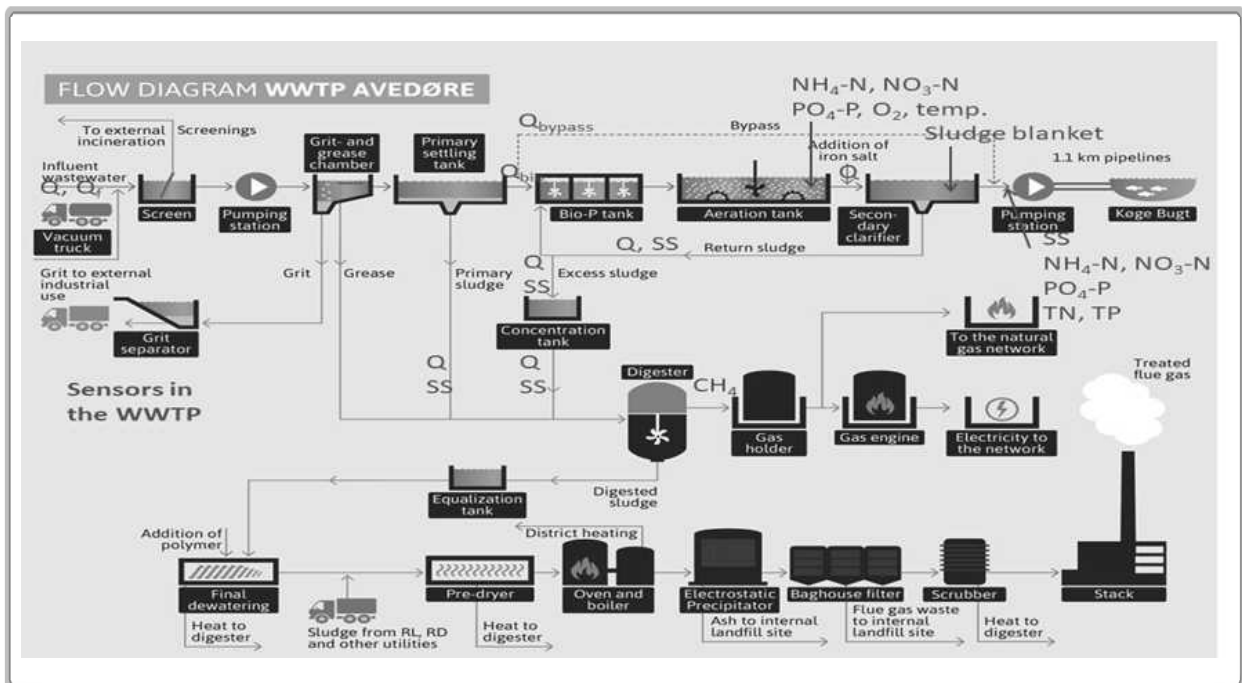 FLOW DIAGRAM WWTP AVEDØRE
NH₄-N, NO₃-N
PO₄-P, O₂, temp.
To external
incineration
Screenings
Grit- and
grease
chamber
Primary
settling
tank
Q bypass
Bypass
Addition of
iron salt
Sludge blanket
1.1 km pipelines
Influent
wastewater
Screen
Pumping
station
Q bi
Bio-P tank
Aeration tank
Q
Secon-
dary
clarifier
Pumping
station
Køge Bugt
Vacuum
truck
Q, SS
Return sludge
SS
NH₄-N, NO₃-N
PO₄-P
TN, TP
Grit to external
industrial
use
Grit
Grease
Primary
sludge
Q
SS
Excess sludge
Grit
separator
Concentration
tank
To the natural
gas network
Sensors in
the WWTP
Q
SS
Q
SS
Digester
CH₄
Treated
flue gas
Gas
holder
Gas engine
Electricity to
the network
Equalization
tank
Digested
sludge
Addition of
polymer
District heating
Final
dewatering
Pre-dryer
Oven and
boiler
Electrostatic
Precipitator
Baghouse filter
Scrubber
Stack
Heat to
digester
Sludge from RL, RD
and other utilities
Heat to
digester
Ash to internal
landfill site
Flue gas waste
to internal
landfill site
Heat to
digester